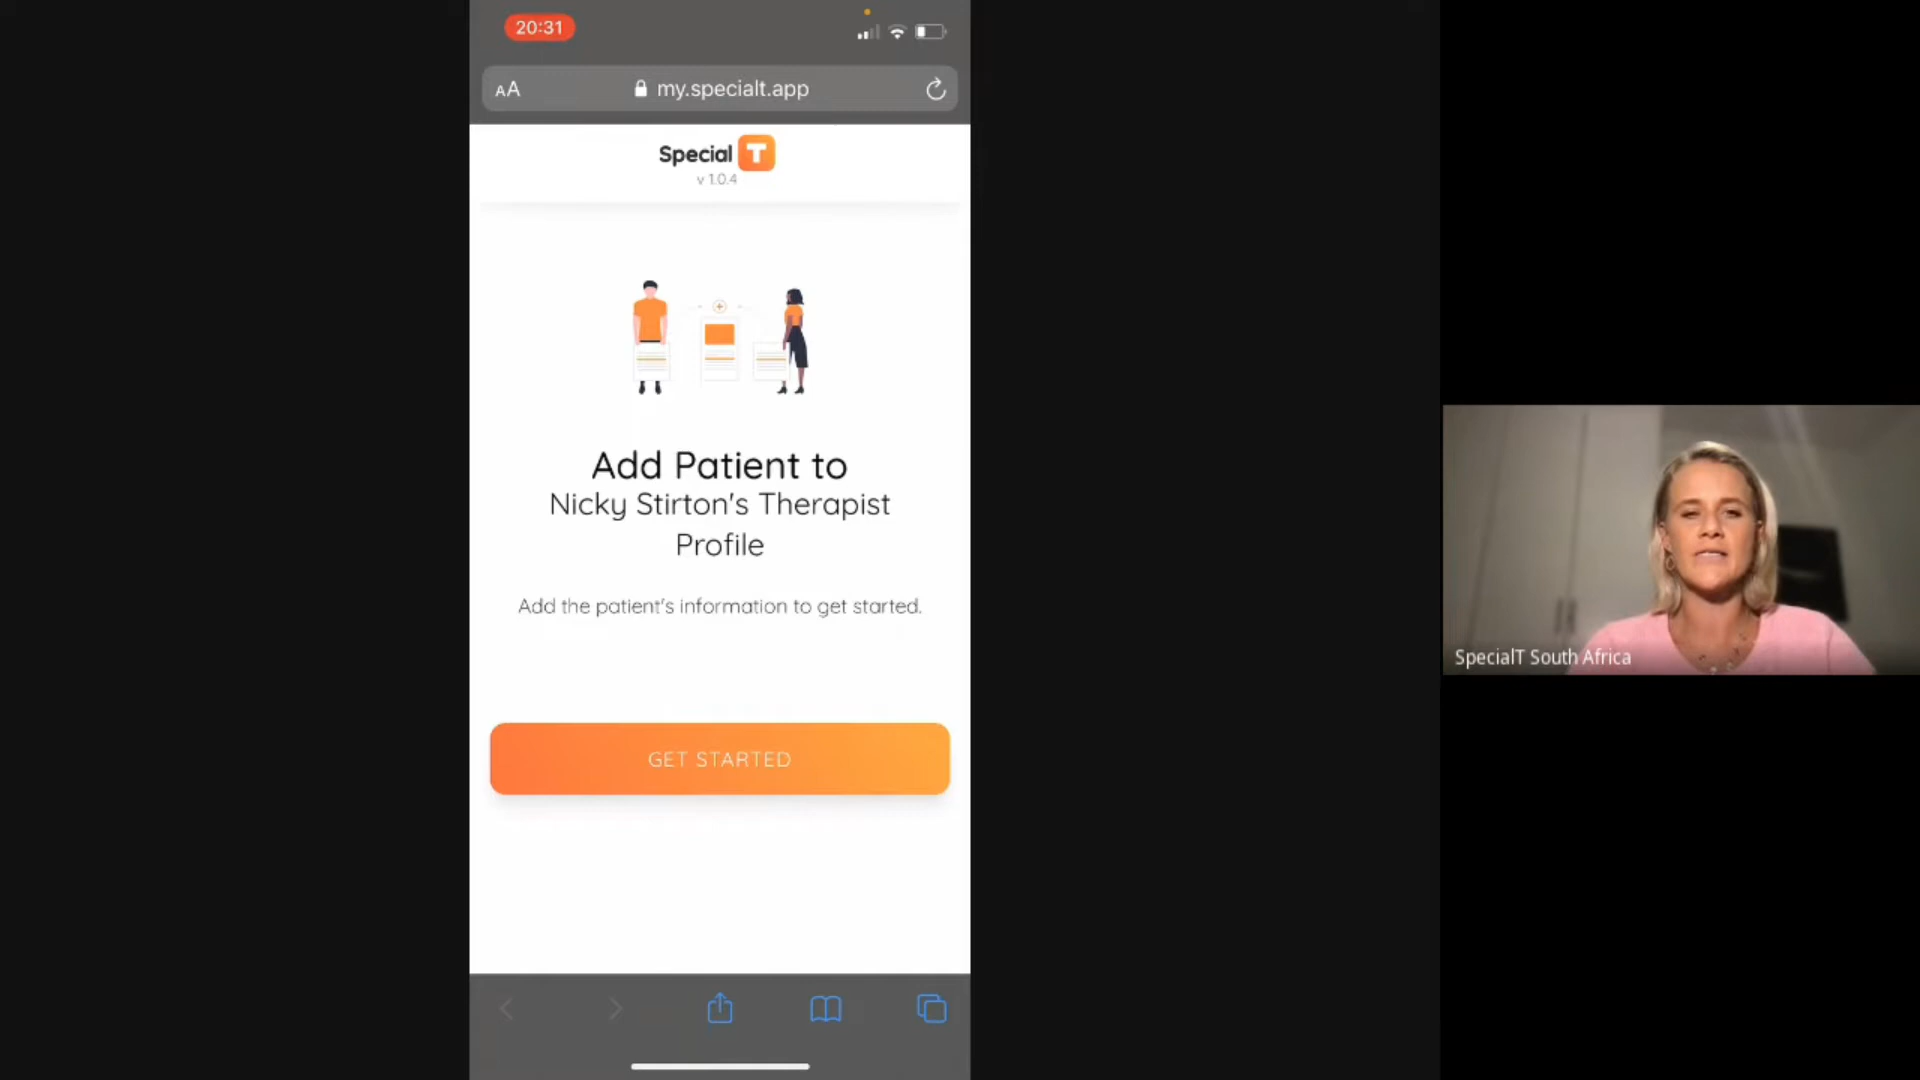 20:31
AA
my.specialt.app
Special T
v 1.0.4
Add Patient to
Nicky Stirton's Therapist
Profile
Add the patient's information to get started.
GET STARTED
SpecialT South Africa